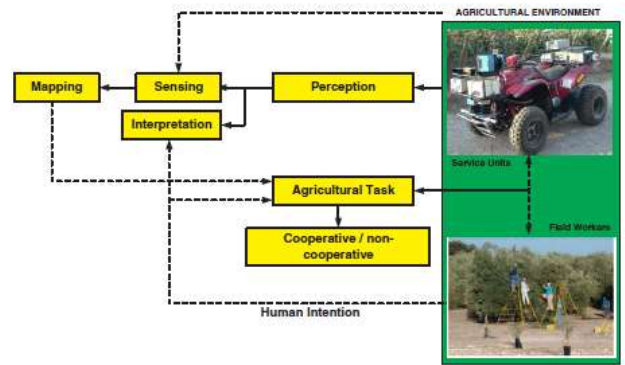 AGRICULTURAL ENVIRONMENT
Mapping
Sensing
Perception
Interpretation
Service Units
Agricultural Task
Field Workers
Cooperative / non-
cooperative
Human Intention